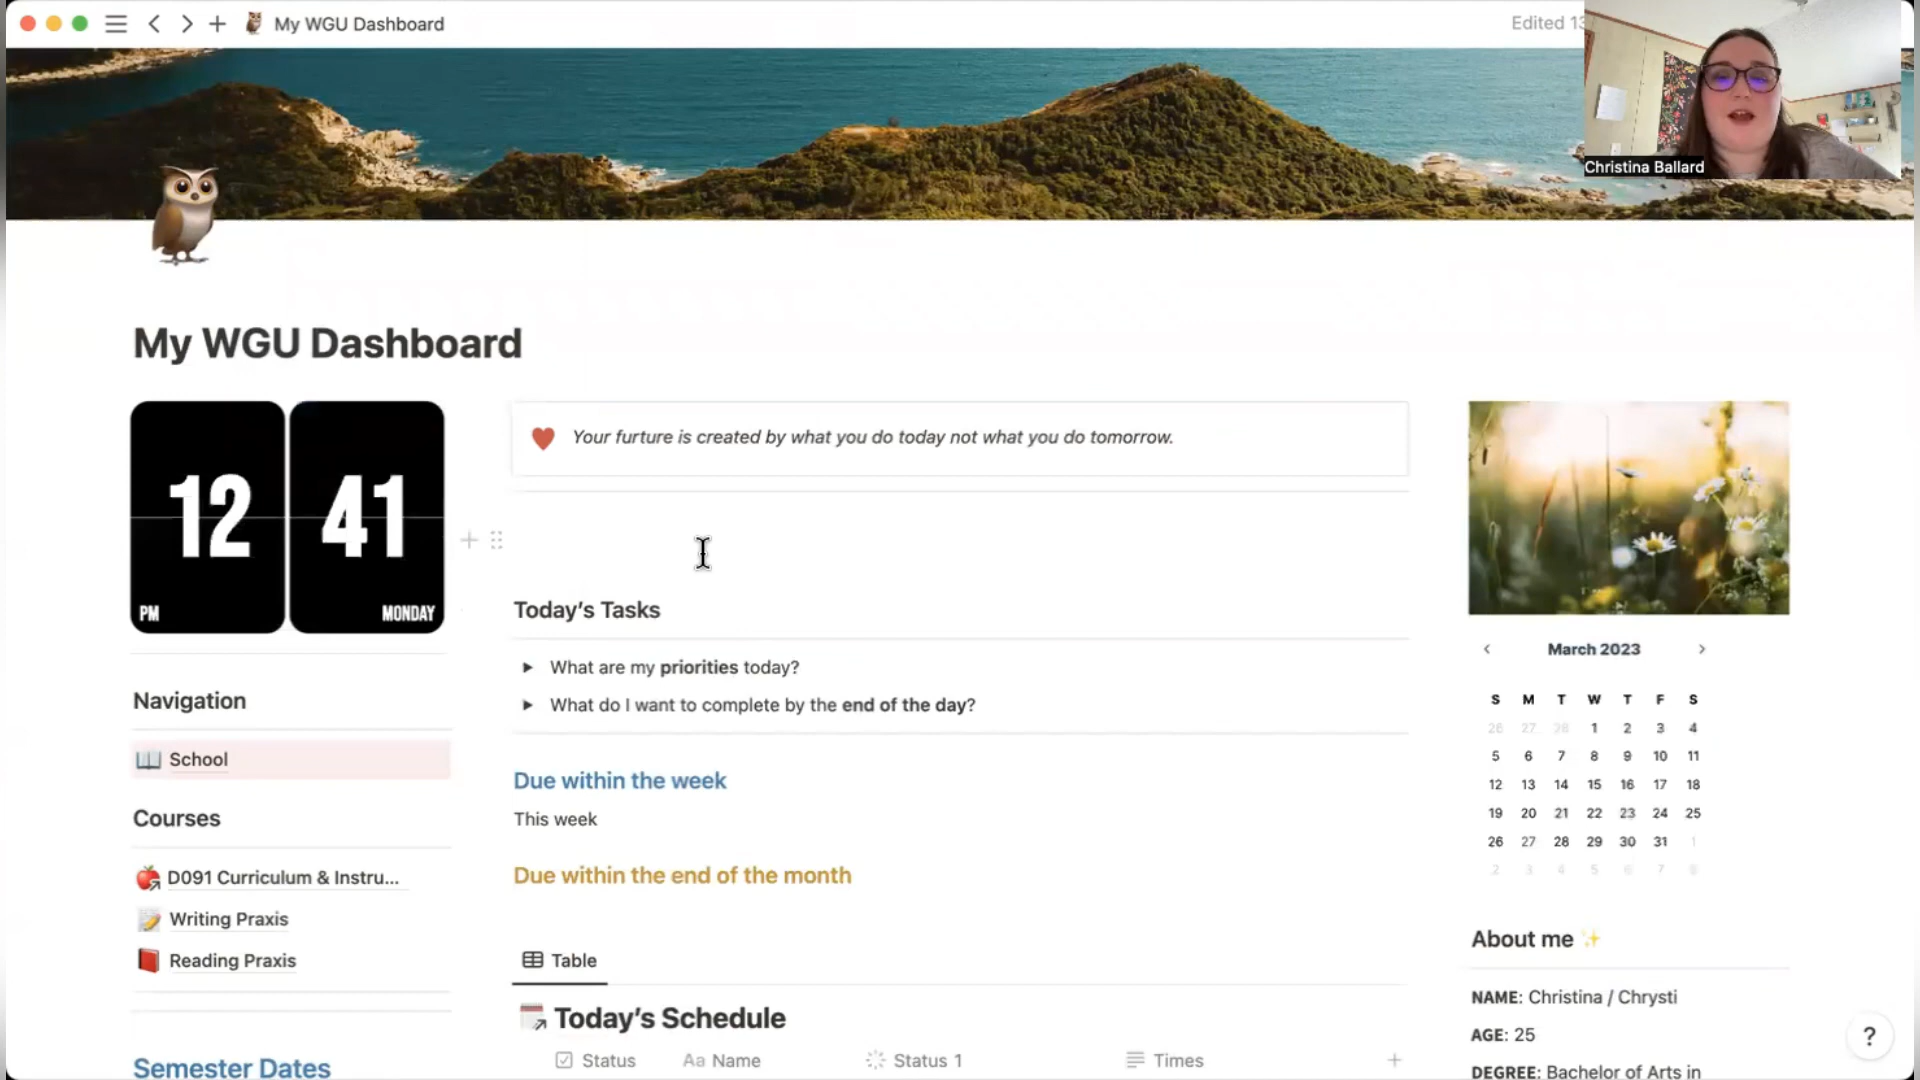 My WGU Dashboard
Edited 13
Christina Ballard
My WGU Dashboard
12
41
PM
MONDAY
Navigation
School
Courses
D091 Curriculum & Instru...
Writing Praxis
Reading Praxis
Semester Dates
Your furture is created by what you do today not what you do tomorrow.
Today's Tasks
What are my priorities today?
What do I want to complete by the end of the day?
Due within the week
This week
Due within the end of the month
Table
Today's Schedule
Status Aa Name Status 1 Times
March 2023
S M T W T F S
26 27 28 1 2 3 4
5 6 7 8 9 10 11
12 13 14 15 16 17 18
19 20 21 22 23 24 25
26 27 28 29 30 31 1
2 3 4 5 6 7 8
About me
NAME: Christina / Chrysti
AGE: 25
DEGREE: Bachelor of Arts in
?